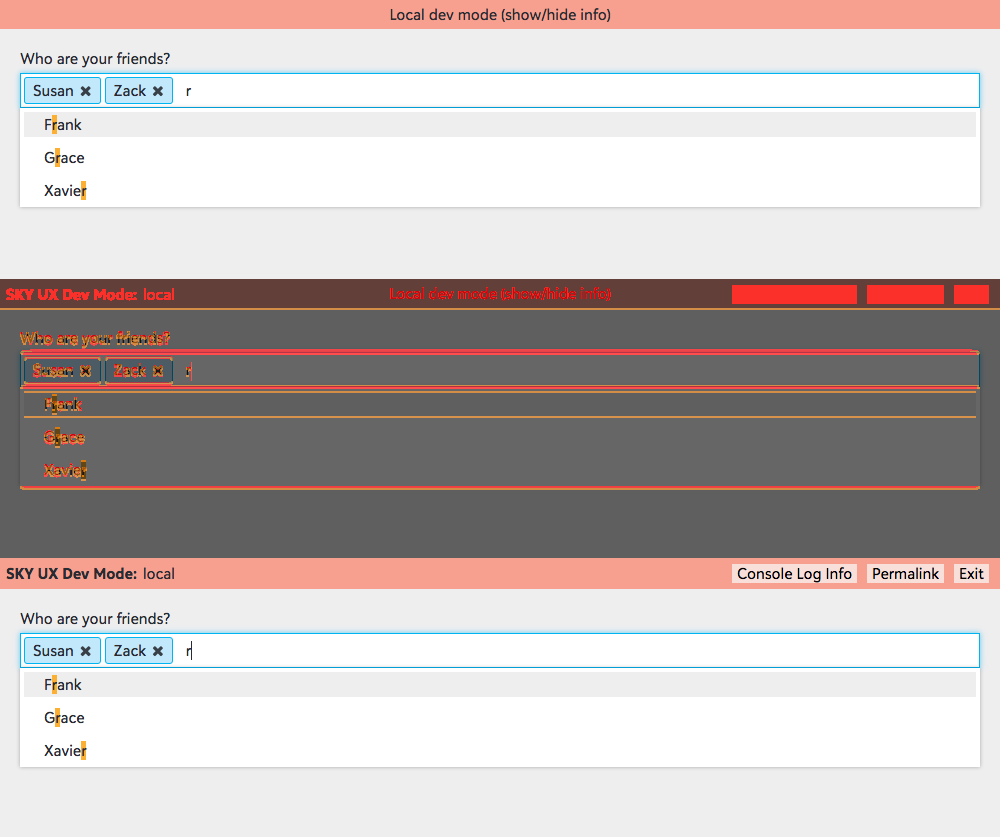 Local dev mode (show/hide info)
Who are your friends?
Susan ✖ Zack ✖ r
Frank
Grace
Xavier
SKY UX Dev Mode: local Local dev mode (show/hide info)
Who are your friends?
Susan ✖ Zack ✖ r
Frank
Grace
Xavier
SKY UX Dev Mode: local Console Log Info Permalink Exit
Who are your friends?
Susan ✖ Zack ✖ r
Frank
Grace
Xavier